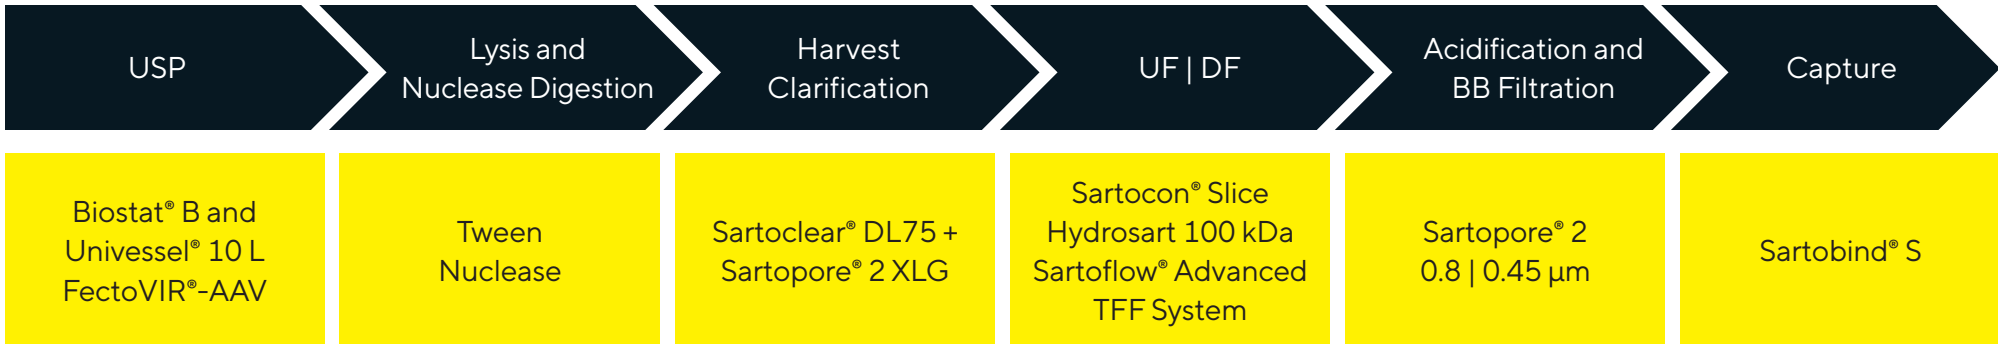 USP
Lysis and
Nuclease Digestion
Harvest
Clarification
UF | DF
Acidification and
BB Filtration
Capture
Biostat® B and
Univessel® 10 L
FectoVIR®-AAV
Tween
Nuclease
Sartoclear® DL75 +
Sartopore® 2 XLG
Sartocon® Slice
Hydrosart 100 kDa
Sartoflow® Advanced
TFF System
Sartopore® 2
0.8 | 0.45 µm
Sartobind® S